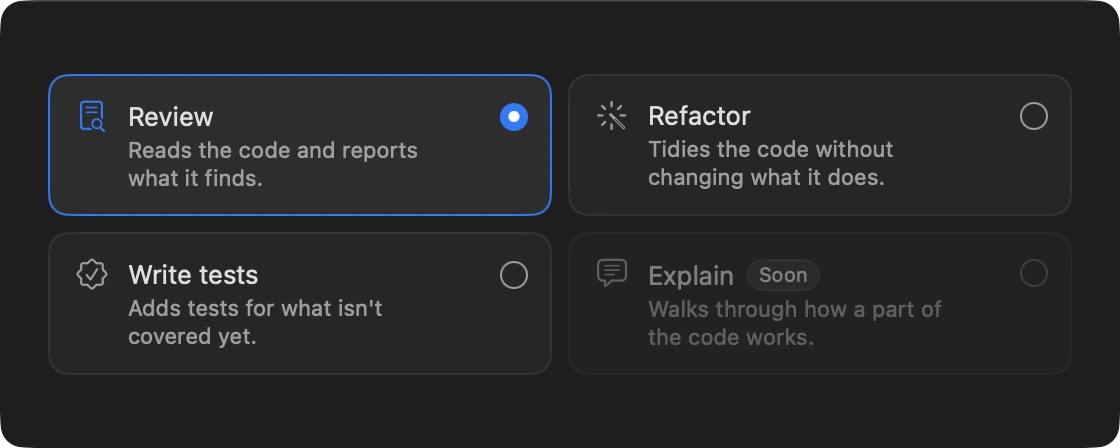 Review
Reads the code and reports
what it finds.
Refactor
Tidies the code without
changing what it does.
Write tests
Adds tests for what isn't
covered yet.
Explain Soon
Walks through how a part of
the code works.